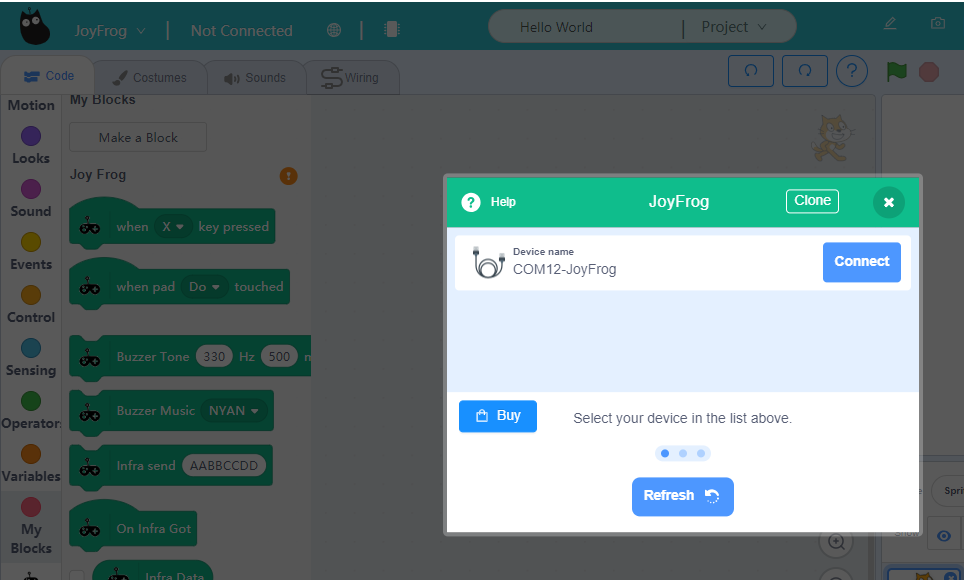 JoyFrog
Not Connected
Hello World
Project
Code
Costumes
Sounds
Wiring
?
Motion
Looks
Sound
Events
Control
Sensing
Operator
Variables
My
Blocks
My Blocks
Make a Block
Joy Frog
when X key pressed
when pad Do touched
Buzzer Tone 330 Hz 500
Buzzer Music NYAN
Infra send AABBCCDD
On Infra Got
Infra Data
? Help
JoyFrog
Clone
Device name
COM12-JoyFrog
Connect
Buy
Select your device in the list above.
Refresh
Show